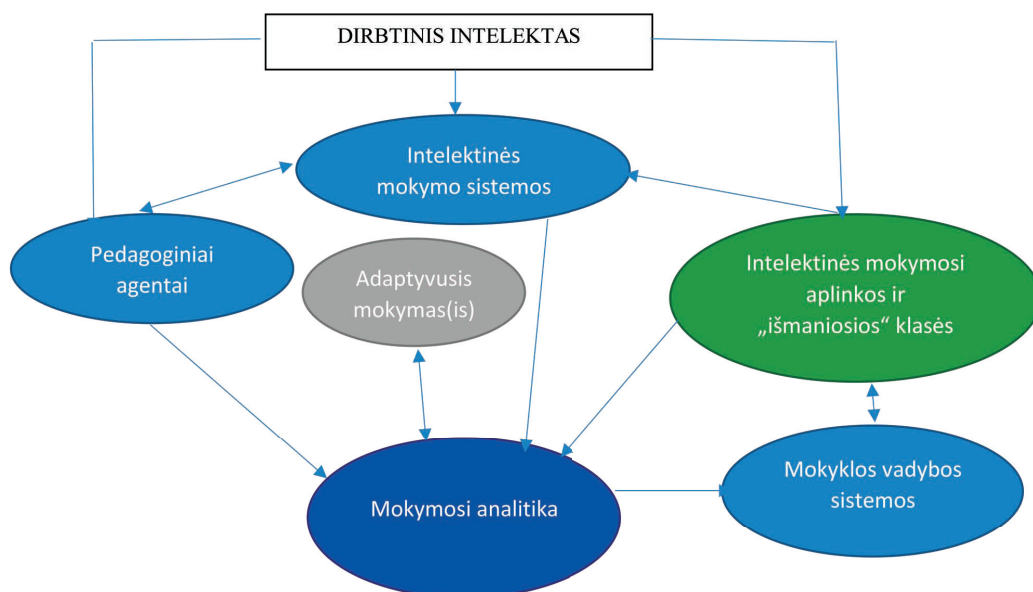 DIRBTINIS INTELEKTAS
Intelektinės
mokymo sistemos
Pedagoginiai
agentai
Adaptyvusis
mokymas(is)
Intelektinės mokymosi
aplinkos ir
„išmaniosios“ klasės
Mokymosi analitika
Mokyklos vadybos
sistemos